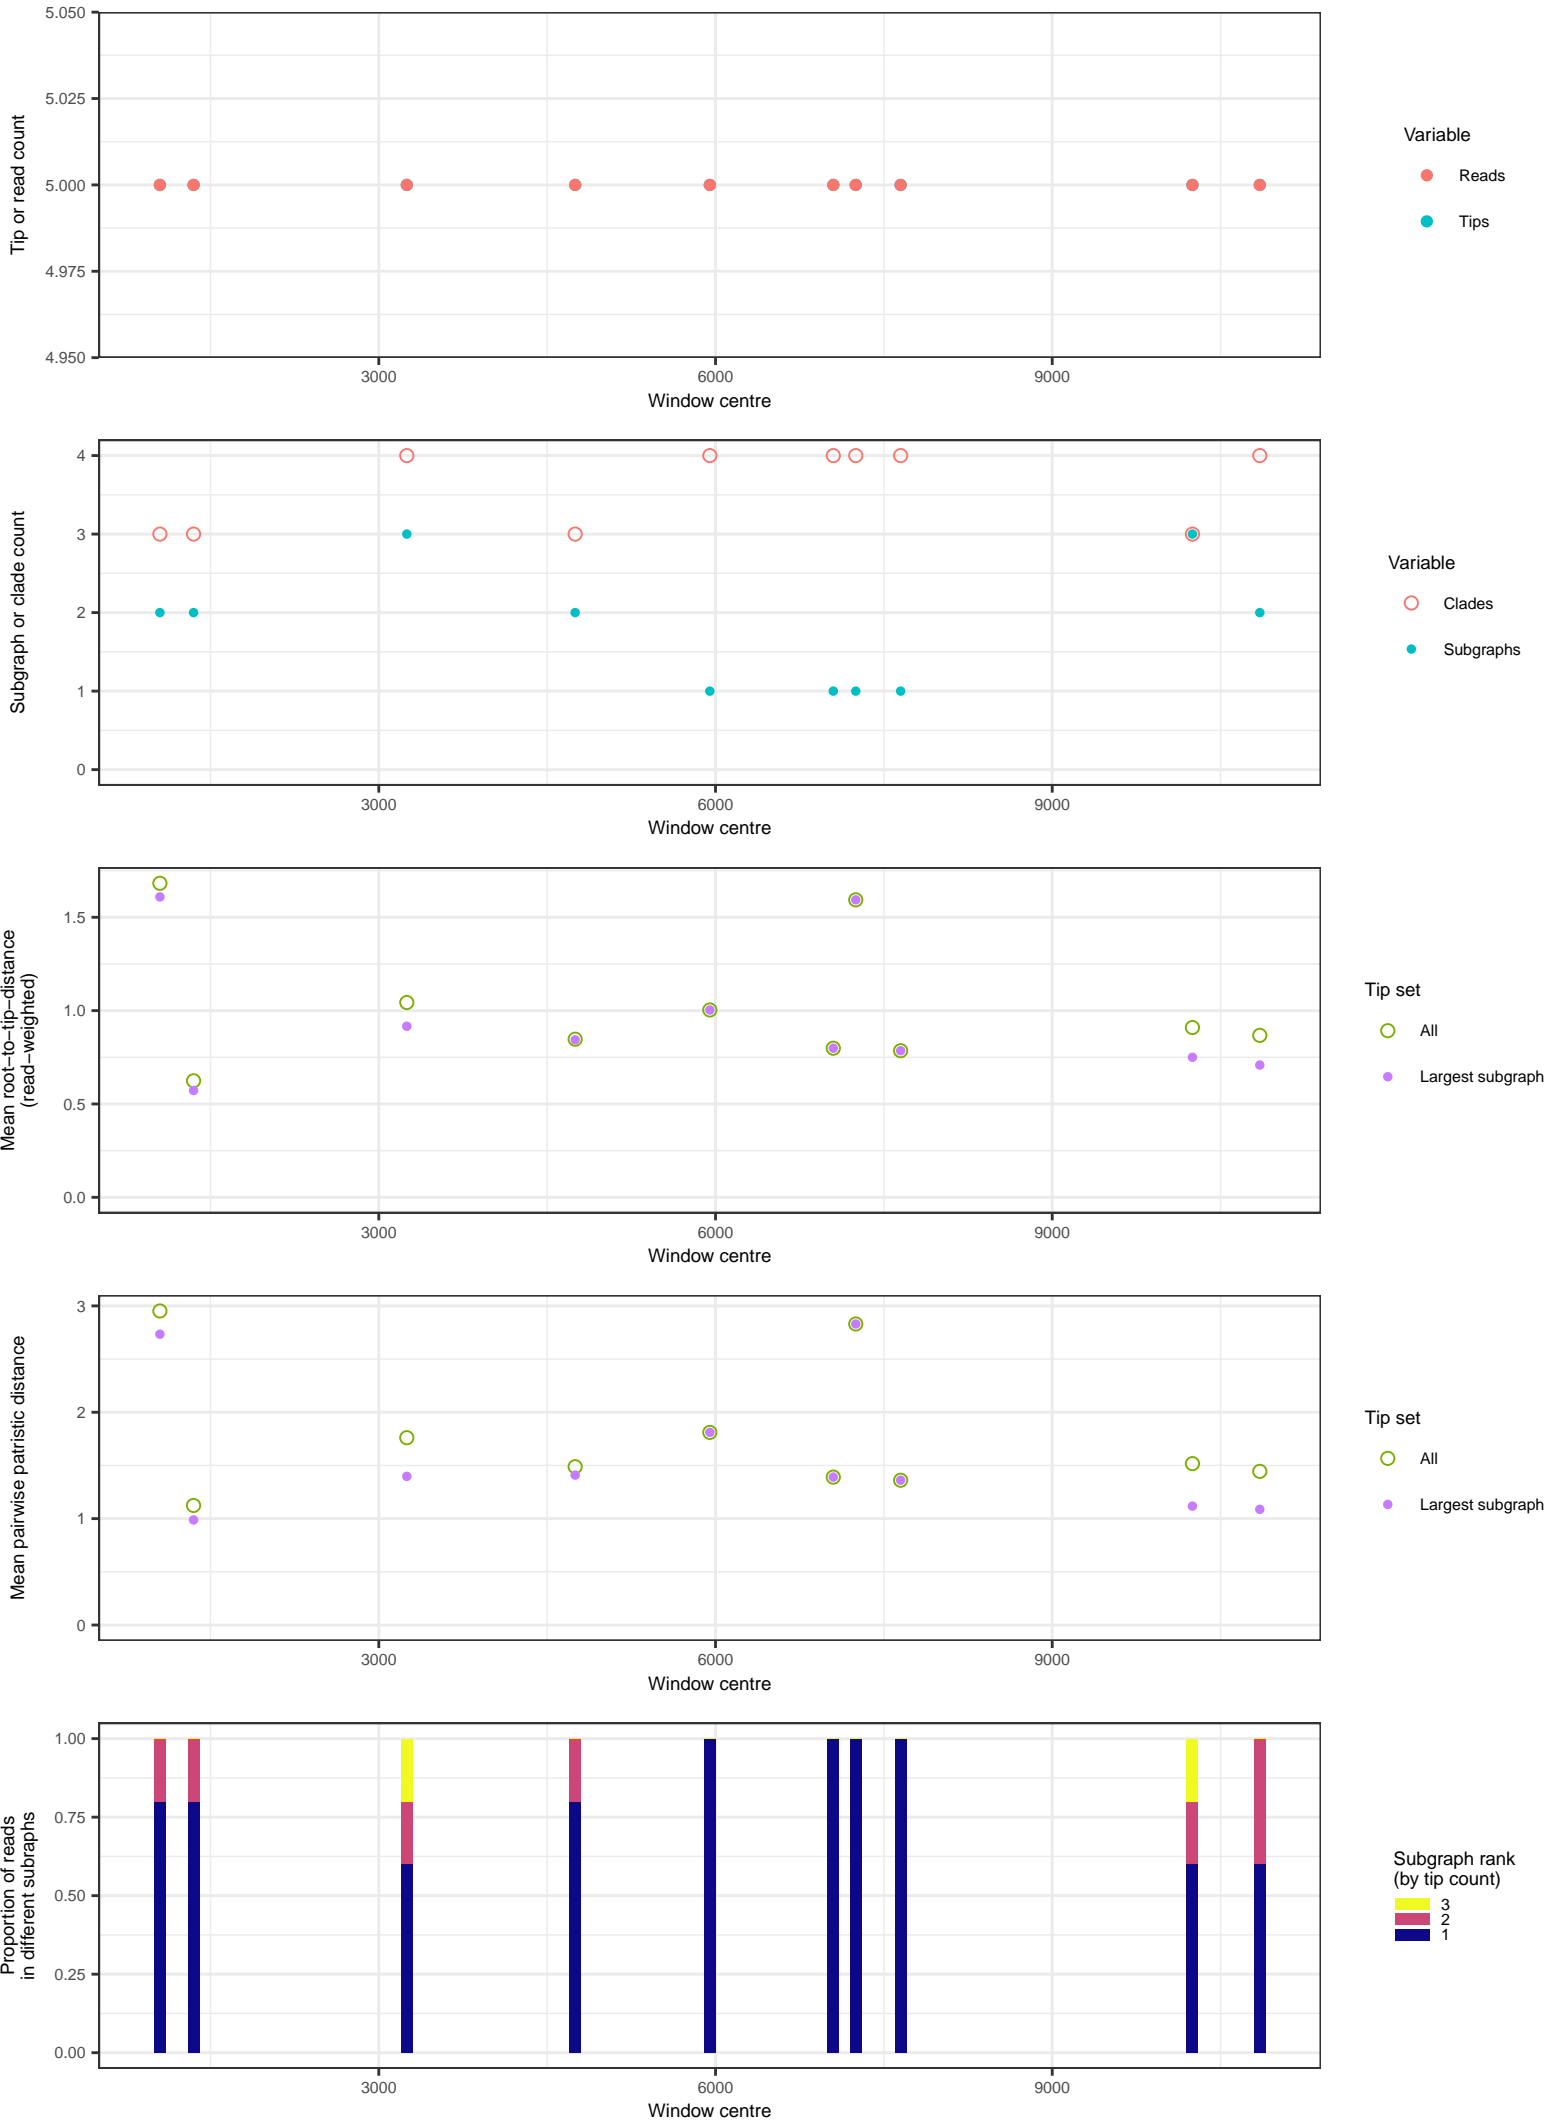 5.050
5.025
5.000
4.975
4.950
Tip or read count
3000 6000 9000
Window centre
Variable
Reads
Tips
4
3
2
1
0
Subgraph or clade count
3000 6000 9000
Window centre
Variable
Clades
Subgraphs
1.5
1.0
0.5
0.0
Mean root−to−tip−distance
(read−weighted)
3000 6000 9000
Window centre
Tip set
All
Largest subgraph
3
2
1
0
Mean pairwise patristic distance
3000 6000 9000
Window centre
Tip set
All
Largest subgraph
1.00
0.75
0.50
0.25
0.00
Proportion of reads
in different subraphs
3000 6000 9000
Window centre
Subgraph rank
(by tip count)
3
2
1